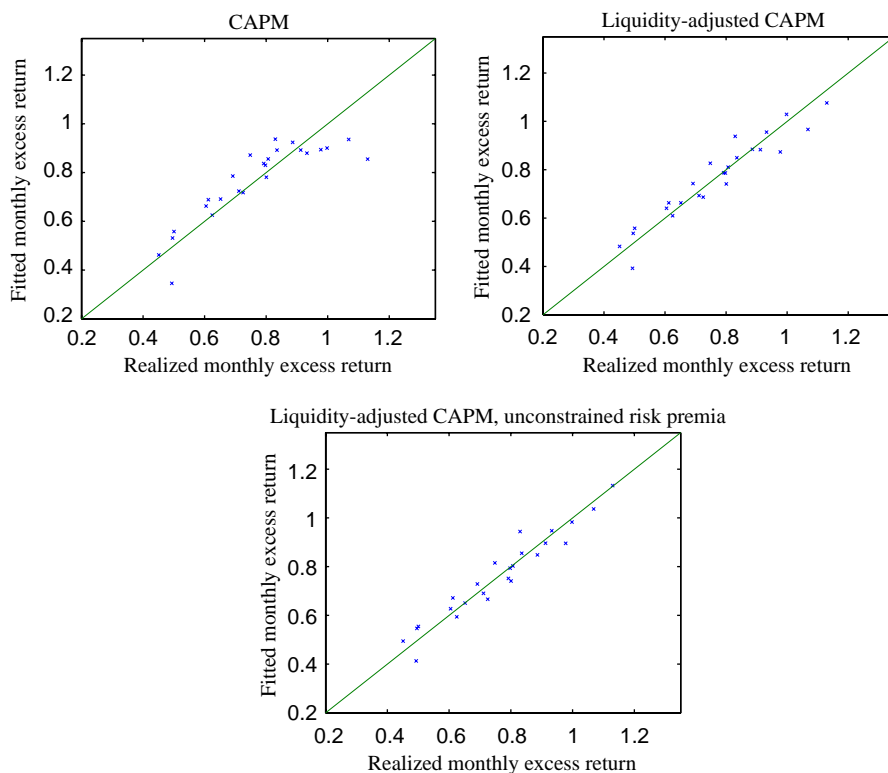 CAPM
1.2
1
0.8
0.6
0.4
0.2
Fitted monthly excess return
0.2 0.4 0.6 0.8 1 1.2
Realized monthly excess return
Liquidity-adjusted CAPM
1.2
1
0.8
0.6
0.4
0.2
Fitted monthly excess return
0.2 0.4 0.6 0.8 1 1.2
Realized monthly excess return
Liquidity-adjusted CAPM, unconstrained risk premia
1.2
1
0.8
0.6
0.4
0.2
Fitted monthly excess return
0.2 0.4 0.6 0.8 1 1.2
Realized monthly excess return